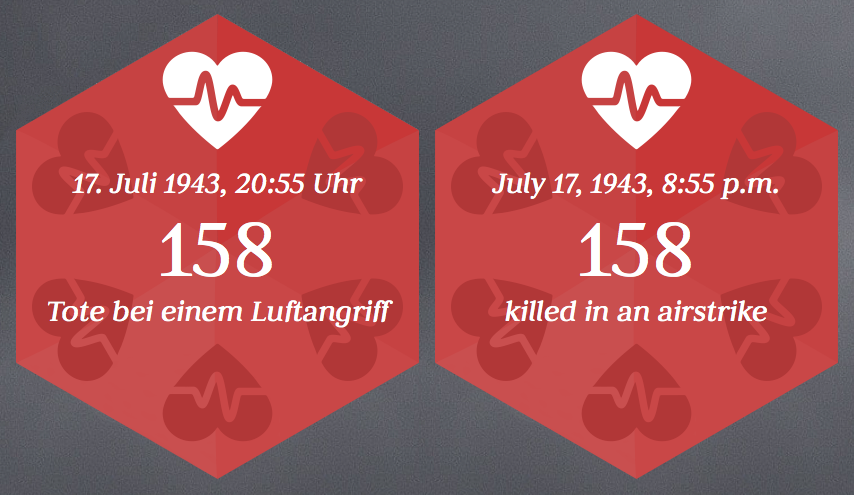 17. Juli 1943, 20:55 Uhr
158
Tote bei einem Luftangriff
July 17, 1943, 8:55 p.m.
158
killed in an airstrike